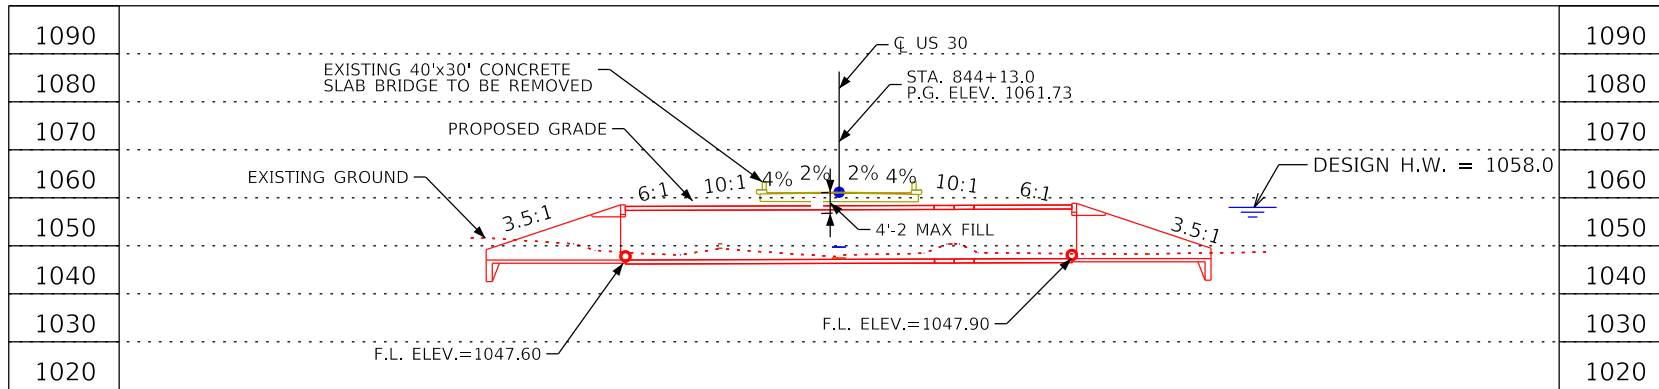 1090
1090
℄ US 30
EXISTING 40'x30' CONCRETE
SLAB BRIDGE TO BE REMOVED
STA. 844+13.0
P.G. ELEV. 1061.73
1080
1080
PROPOSED GRADE
1070
1070
DESIGN H.W. = 1058.0
EXISTING GROUND
1060
1060
6:1
10:1
4%
2%
2%
4%
10:1
6:1
3.5:1
3.5:1
1050
1050
4'-2 MAX FILL
1040
1040
F.L. ELEV.=1047.90
1030
1030
F.L. ELEV.=1047.60
1020
1020